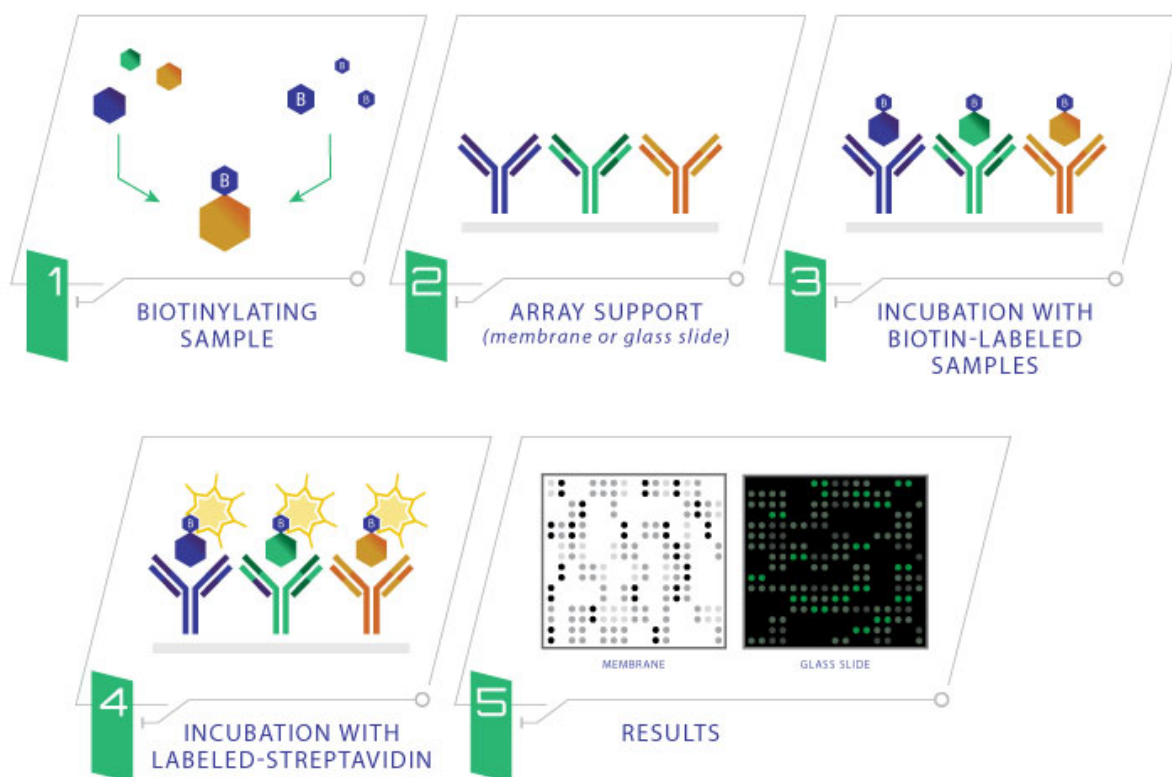 B
B
B
B
1
BIOTINYLATING
SAMPLE
2
ARRAY SUPPORT
(membrane or glass slide)
B
B
B
3
INCUBATION WITH
BIOTIN-LABELED
SAMPLES
B
B
B
4
INCUBATION WITH
LABELED-STREPTAVIDIN
MEMBRANE
GLASS SLIDE
5
RESULTS